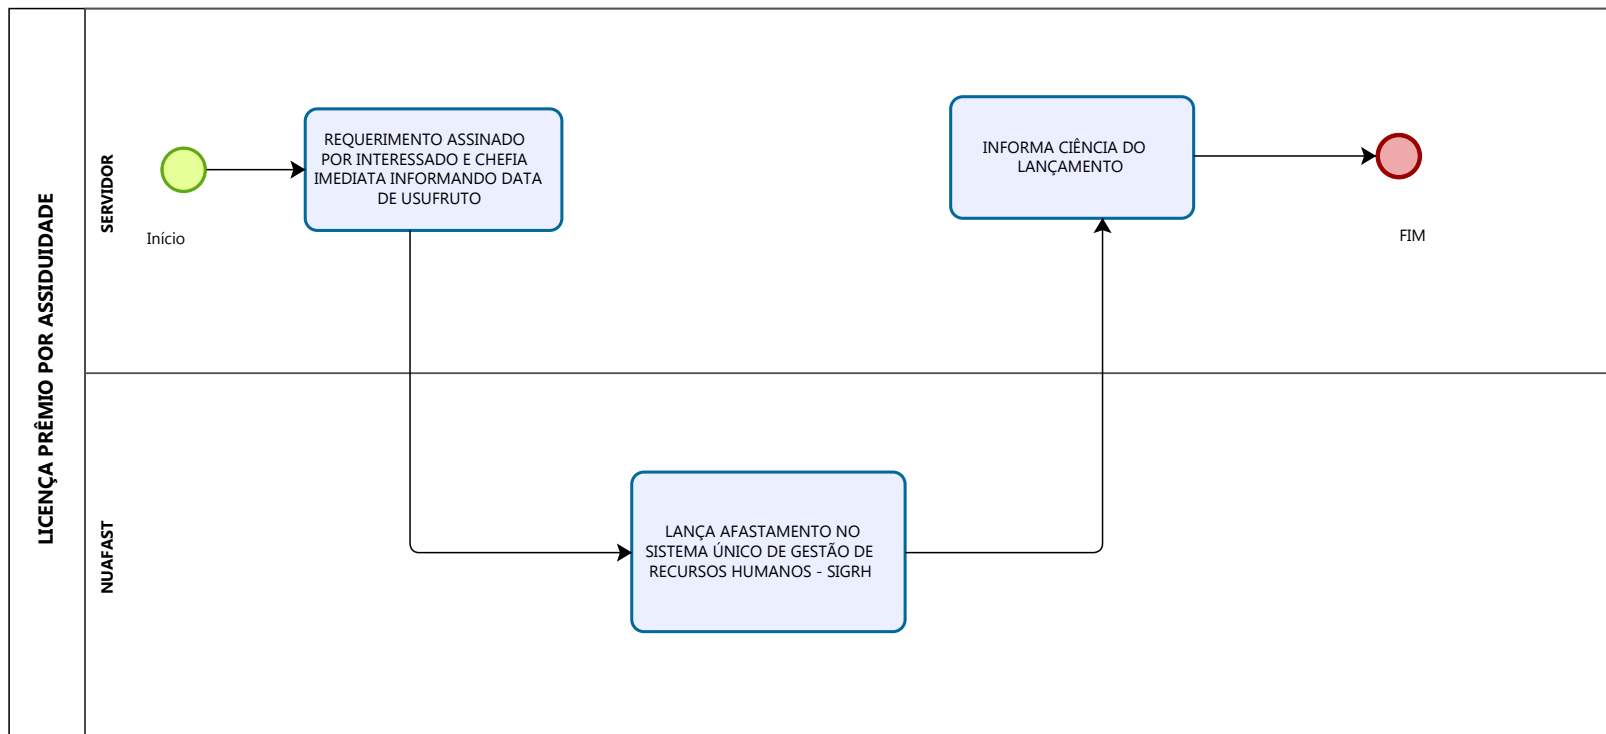 LICENÇA PRÊMIO POR ASSIDUIDADE
SERVIDOR
Início
REQUERIMENTO ASSINADO
POR INTERESSADO E CHEFIA
IMEDIATA INFORMANDO DATA
DE USUFRUTO
INFORMA CIÊNCIA DO
LANÇAMENTO
FIM
NUAFAST
LANÇA AFASTAMENTO NO
SISTEMA ÚNICO DE GESTÃO DE
RECURSOS HUMANOS - SIGRH